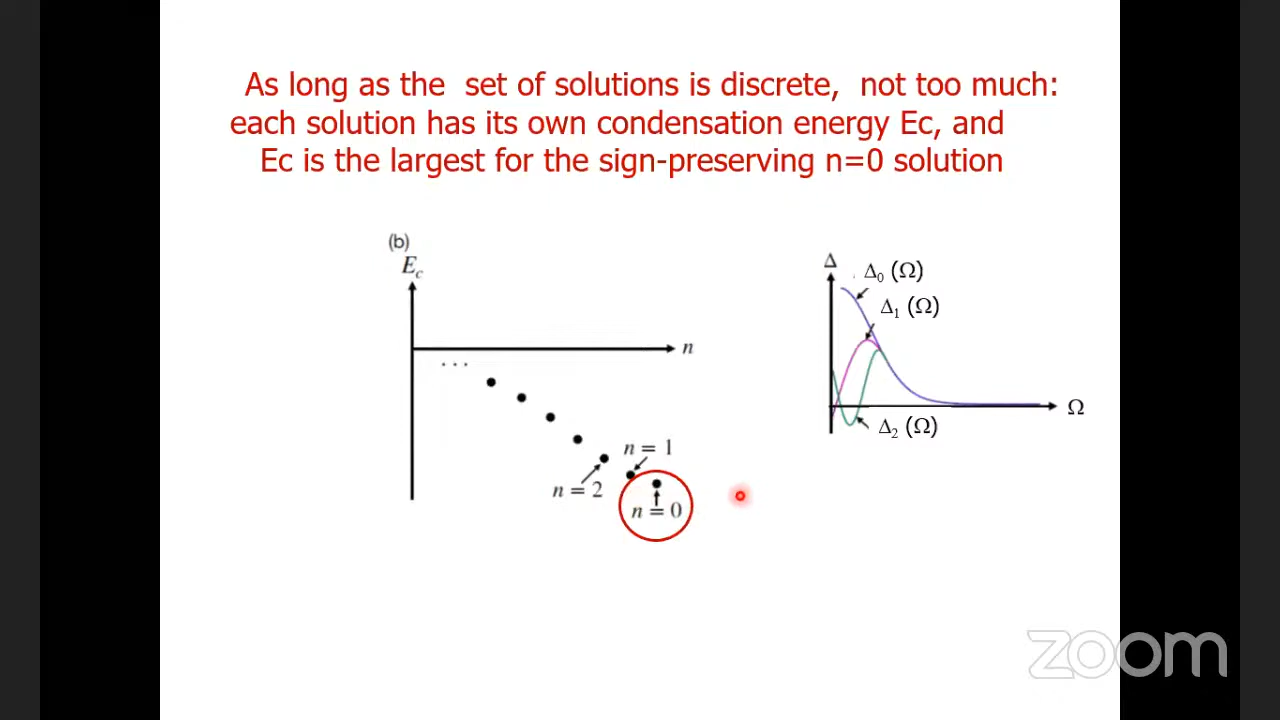 As long as the set of solutions is discrete, not too much:
each solution has its own condensation energy Ec, and
Ec is the largest for the sign-preserving n=0 solution
(b)
E_c
n
...
n = 1
n = 2
n = 0
Δ
Δ₀ (Ω)
Δ₁ (Ω)
Ω
Δ₂ (Ω)
zoom